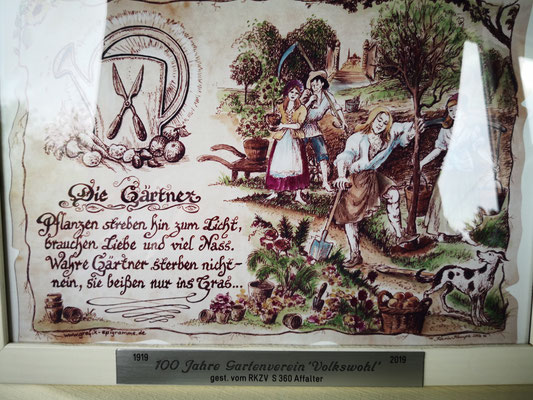 Die Gärtner
Pflanzen streben hin zum Licht,
brauchen Liebe und viel Nass.
Wahre Gärtner sterben nicht-
nein, sie beißen nur ins Gras...
1919 2019
100 Jahre Gartenverein "Volkswohl"
gest. vom RKZV S 360 Affalter